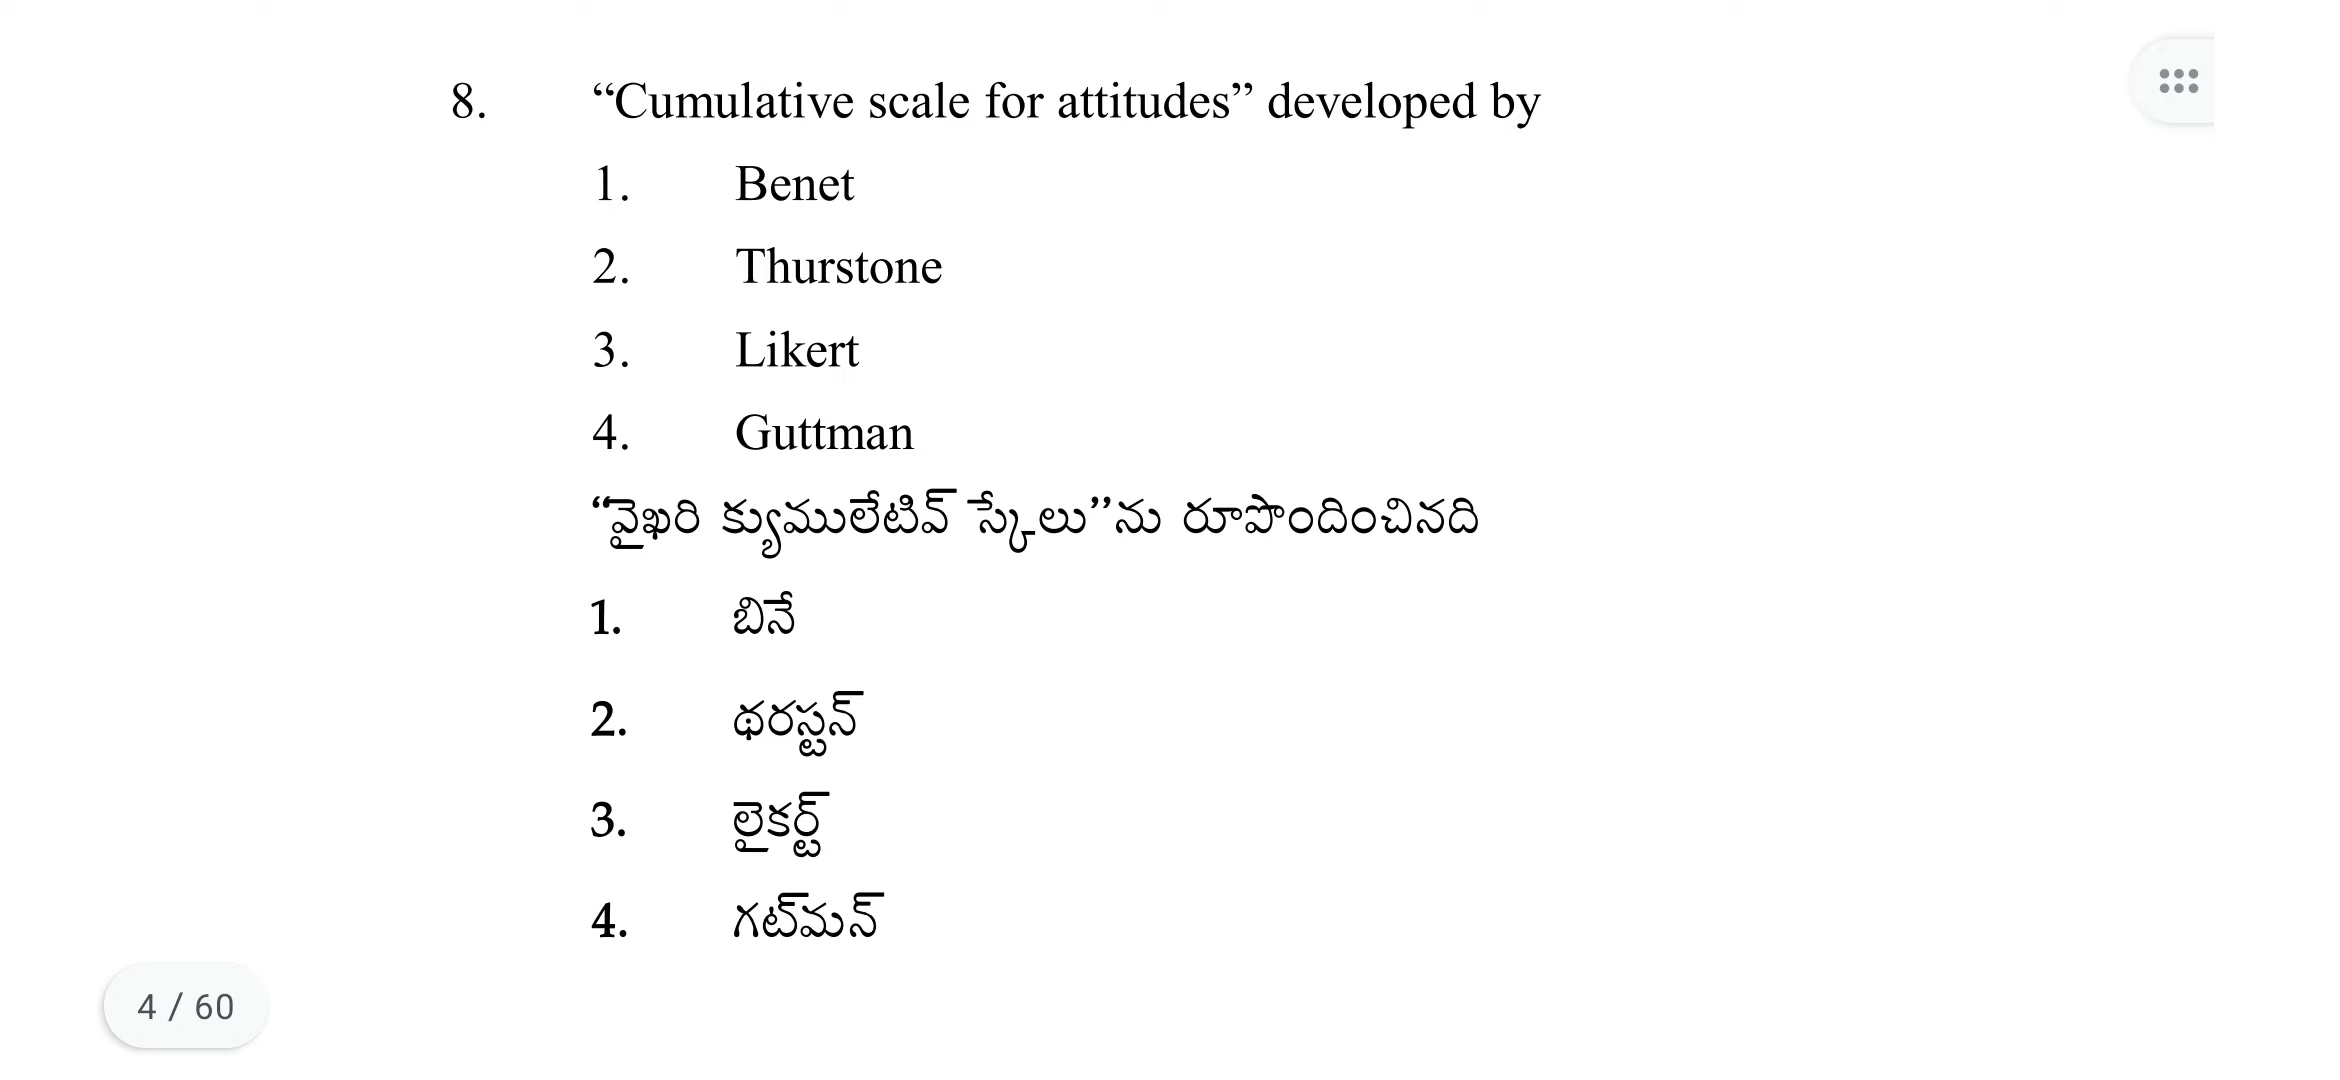 8. “Cumulative scale for attitudes” developed by
1. Benet
2. Thurstone
3. Likert
4. Guttman
“వైఖరి క్యుములేటివ్ స్కేలు”ను రూపొందించినది
1. బినే
2. థరస్టన్
3. లైకర్ట్
4. గట్‌మన్
4 / 60